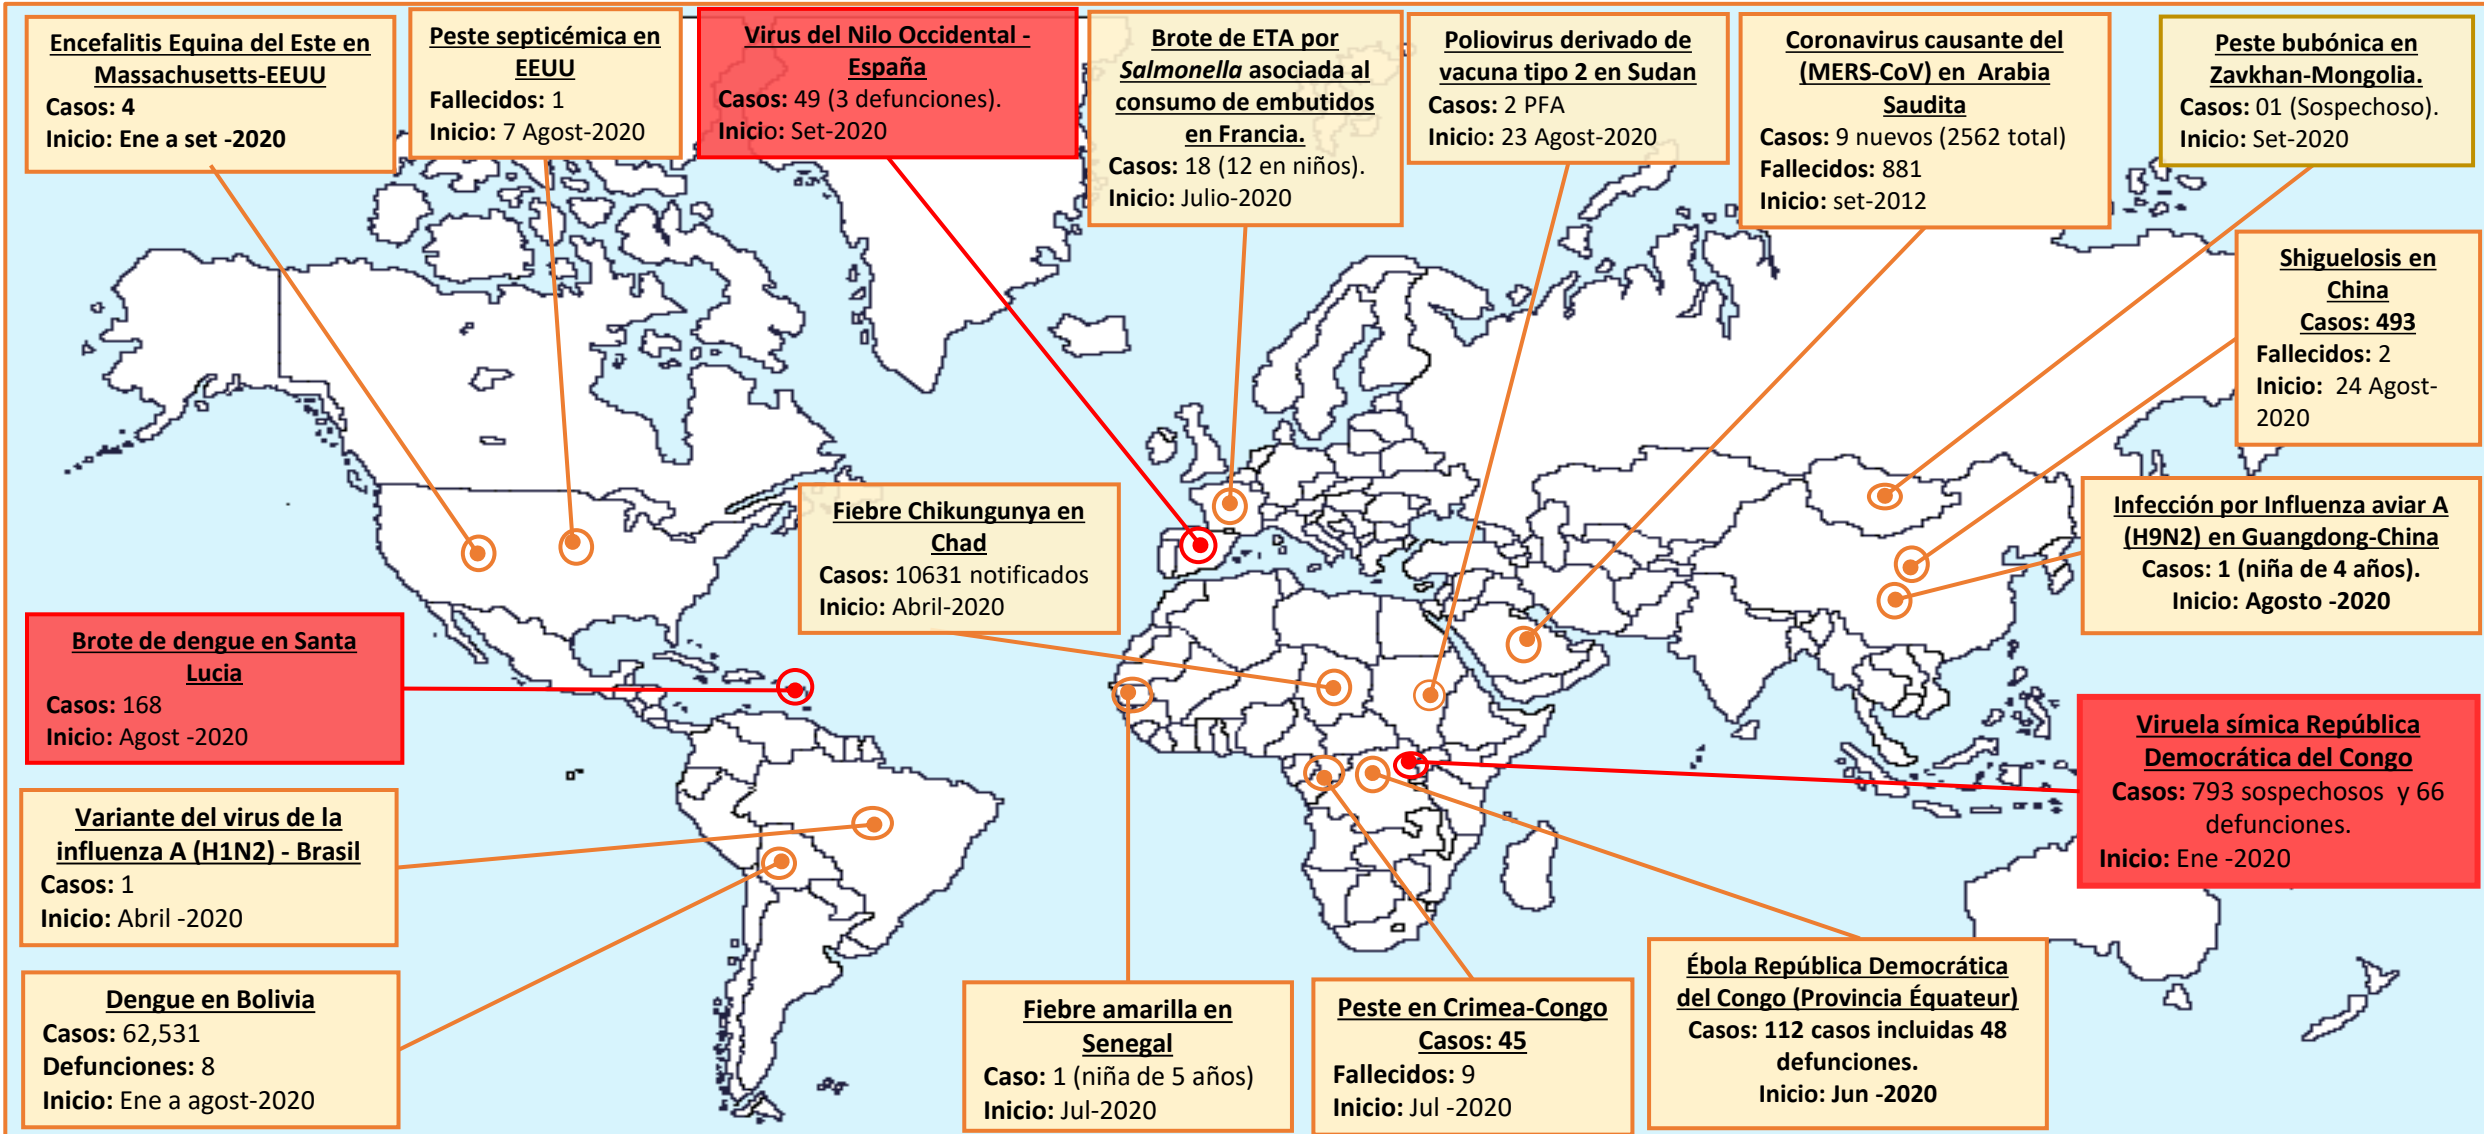 Encefalitis Equina del Este en
Massachusetts-EEUU
Casos: 4
Inicio: Ene a set -2020
Peste septicémica en
EEUU
Fallecidos: 1
Inicio: 7 Agost-2020
Virus del Nilo Occidental -
España
Casos: 49 (3 defunciones).
Inicio: Set-2020
Brote de ETA por
Salmonella asociada al
consumo de embutidos
en Francia.
Casos: 18 (12 en niños).
Inicio: Julio-2020
Poliovirus derivado de
vacuna tipo 2 en Sudan
Casos: 2 PFA
Inicio: 23 Agost-2020
Coronavirus causante del
(MERS-CoV) en Arabia
Saudita
Casos: 9 nuevos (2562 total)
Fallecidos: 881
Inicio: set-2012
Peste bubónica en
Zavkhan-Mongolia.
Casos: 01 (Sospechoso).
Inicio: Set-2020
Shiguelosis en
China
Casos: 493
Fallecidos: 2
Inicio: 24 Agost-
2020
Fiebre Chikungunya en
Chad
Casos: 10631 notificados
Inicio: Abril-2020
Infección por Influenza aviar A
(H9N2) en Guangdong-China
Casos: 1 (niña de 4 años).
Inicio: Agosto -2020
Brote de dengue en Santa
Lucia
Casos: 168
Inicio: Agost -2020
Viruela símica República
Democrática del Congo
Casos: 793 sospechosos y 66
defunciones.
Inicio: Ene -2020
Variante del virus de la
influenza A (H1N2) - Brasil
Casos: 1
Inicio: Abril -2020
Dengue en Bolivia
Casos: 62,531
Defunciones: 8
Inicio: Ene a agost-2020
Fiebre amarilla en
Senegal
Caso: 1 (niña de 5 años)
Inicio: Jul-2020
Peste en Crimea-Congo
Casos: 45
Fallecidos: 9
Inicio: Jul -2020
Ébola República Democrática
del Congo (Provincia Équateur)
Casos: 112 casos incluidas 48
defunciones.
Inicio: Jun -2020